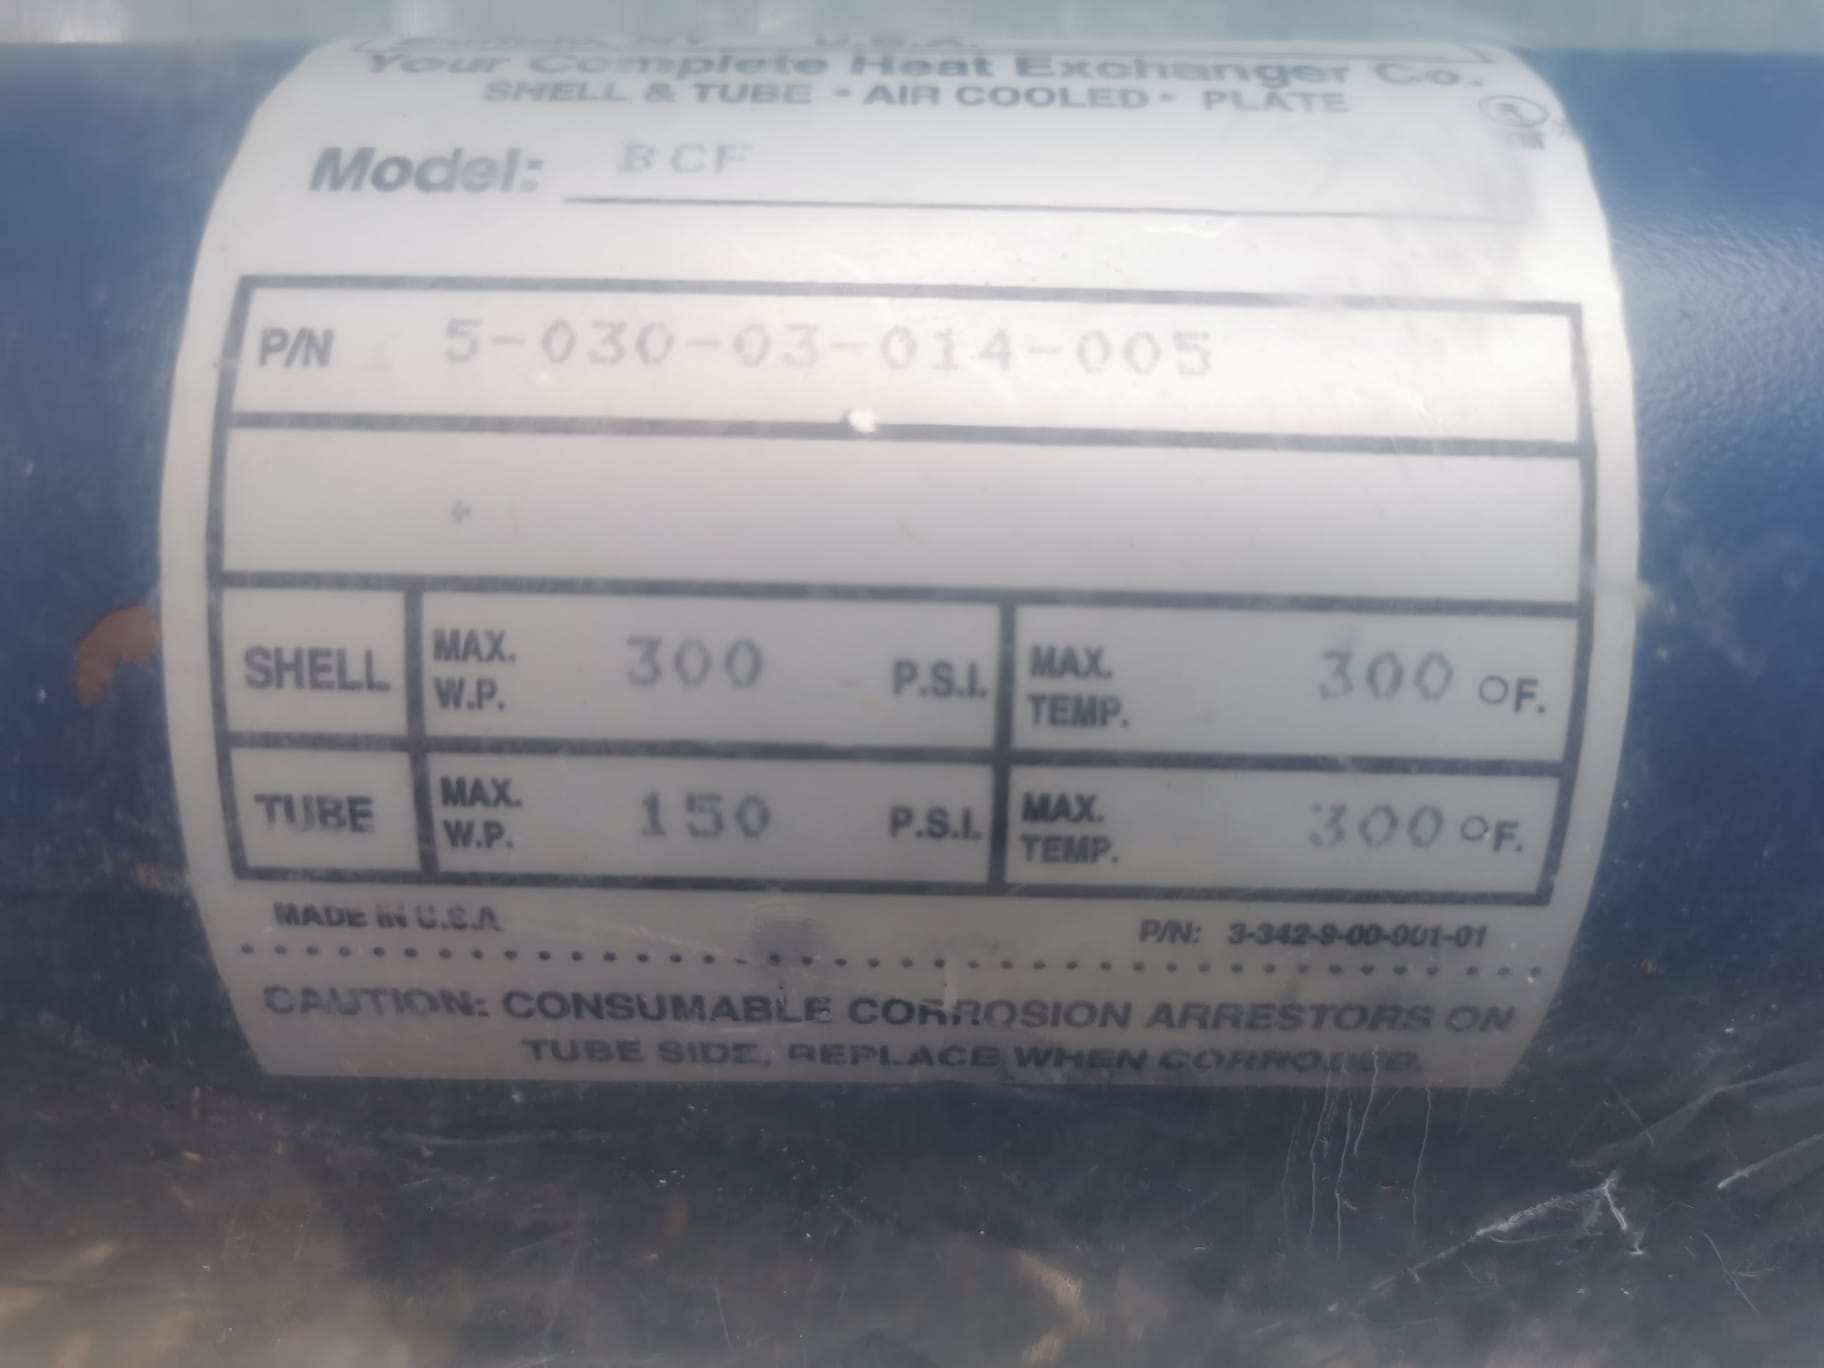 U.S.A.
Your Complete Heat Exchanger Co.
SHELL & TUBE • AIR COOLED • PLATE
Model: BCF
P/N 5-030-03-014-005
SHELL MAX. W.P. 300 P.S.I. MAX. TEMP. 300 °F.
TUBE MAX. W.P. 150 P.S.I. MAX. TEMP. 300 °F.
MADE IN U.S.A P/N: 3-342-9-00-001-01
CAUTION: CONSUMABLE CORROSION ARRESTORS ON
TUBE SIDE, REPLACE WHEN CORRODED.